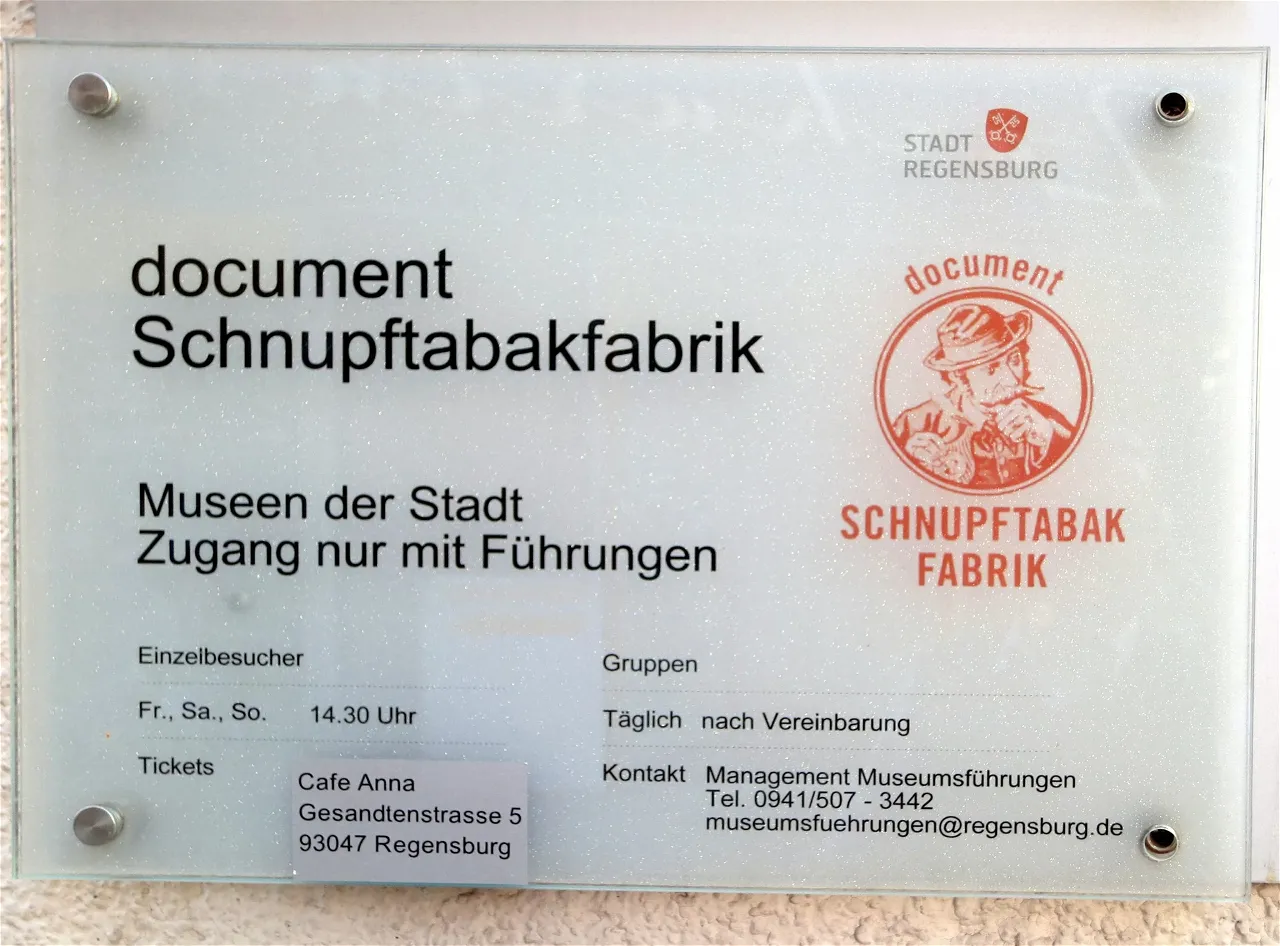 STADT
REGENSBURG
document
Schnupftabakfabrik
document
SCHNUPFTABAK
FABRIK
Museen der Stadt
Zugang nur mit Führungen
Einzelbesucher
Fr., Sa., So. 14.30 Uhr
Tickets
Cafe Anna
Gesandtenstrasse 5
93047 Regensburg
Gruppen
Täglich nach Vereinbarung
Kontakt Management Museumsführungen
Tel. 0941/507 - 3442
museumsfuehrungen@regensburg.de